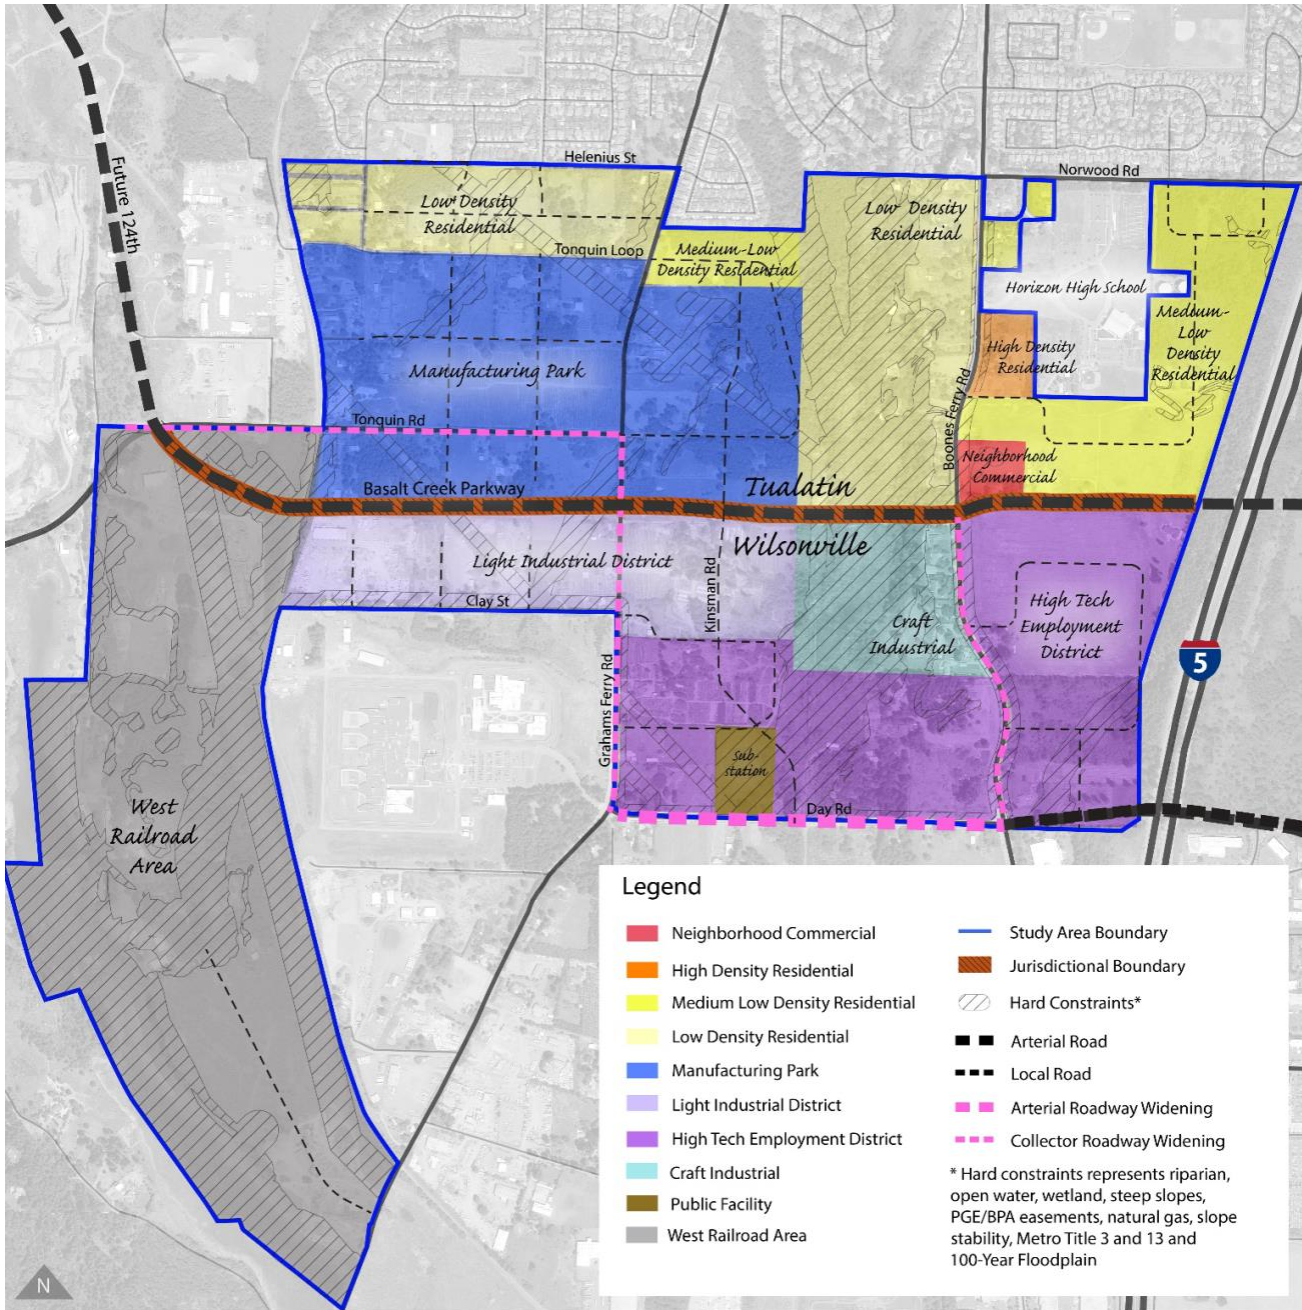 Helenius St
Norwood Rd
Future 124th
Low Density
Residential
Low Density
Residential
Tonquin Loop
Medium-Low
Density Residential
Horizon High School
Medium-
Low
Density
Residential
High Density
Residential
Manufacturing Park
Boones Ferry Rd
Tonquin Rd
Neighborhood
Commercial
Basalt Creek Parkway
Tualatin
Wilsonville
Light Industrial District
Kinsman Rd
Clay St
Craft
Industrial
High Tech
Employment
District
5
Grahams Ferry Rd
Sub-
station
Day Rd
West
Railroad
Area
Legend
Neighborhood Commercial
High Density Residential
Medium Low Density Residential
Low Density Residential
Manufacturing Park
Light Industrial District
High Tech Employment District
Craft Industrial
Public Facility
West Railroad Area
Study Area Boundary
Jurisdictional Boundary
Hard Constraints*
Arterial Road
Local Road
Arterial Roadway Widening
Collector Roadway Widening
* Hard constraints represents riparian,
open water, wetland, steep slopes,
PGE/BPA easements, natural gas, slope
stability, Metro Title 3 and 13 and
100-Year Floodplain
N